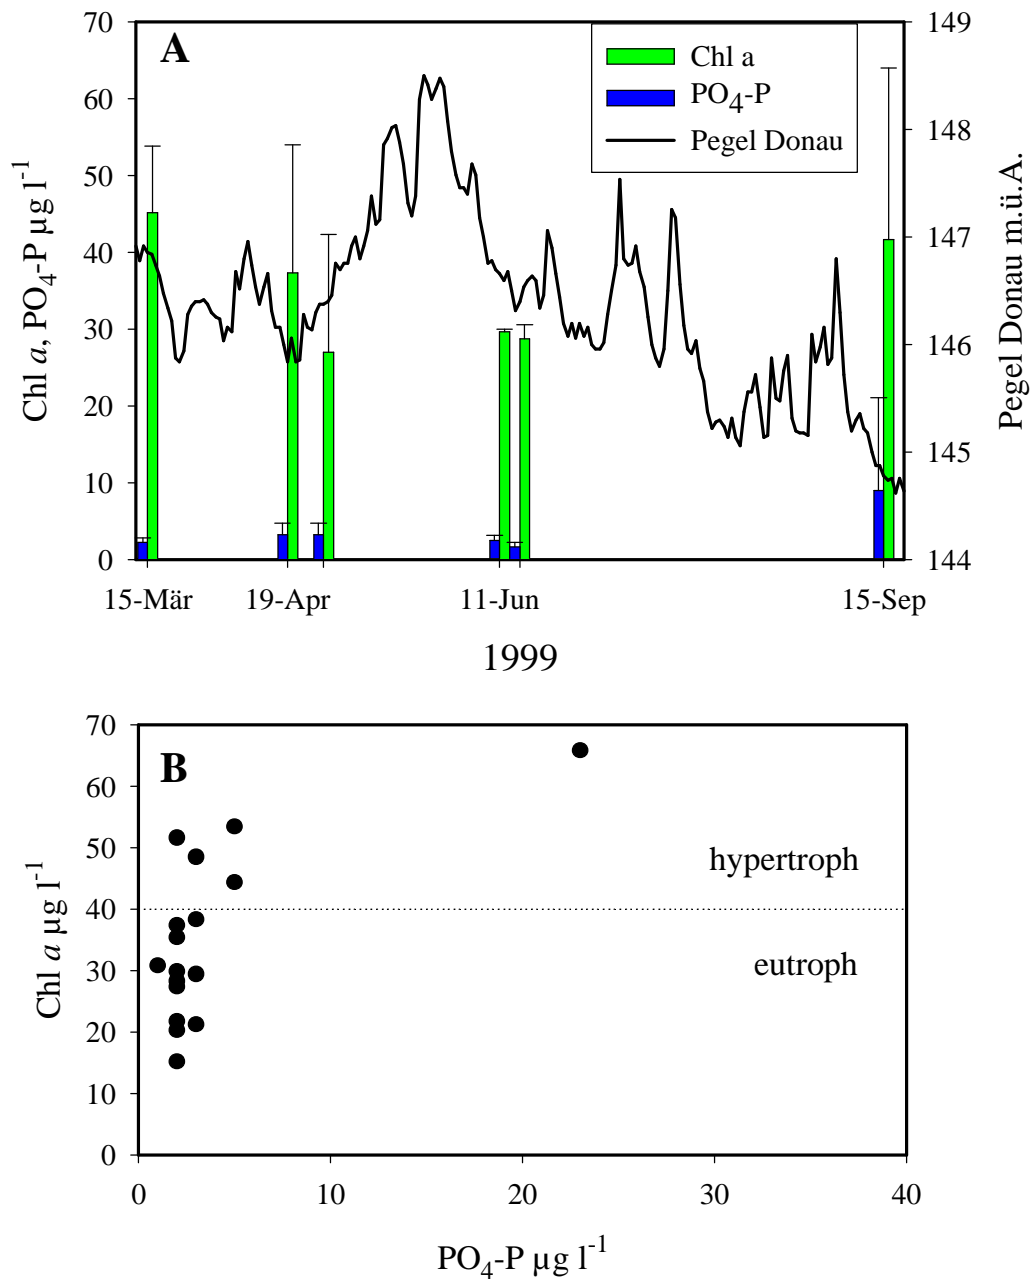 A
Chl a
PO4-P
Pegel Donau
Chl a, PO4-P µg l-1
70
60
50
40
30
20
10
0
149
148
147
146
145
144
Pegel Donau m.ü.A.
15-Mär 19-Apr 11-Jun 15-Sep
1999
B
Chl a µg l-1
70
60
50
40
30
20
10
0
hypertroph
eutroph
0 10 20 30 40
PO4-P µg l-1